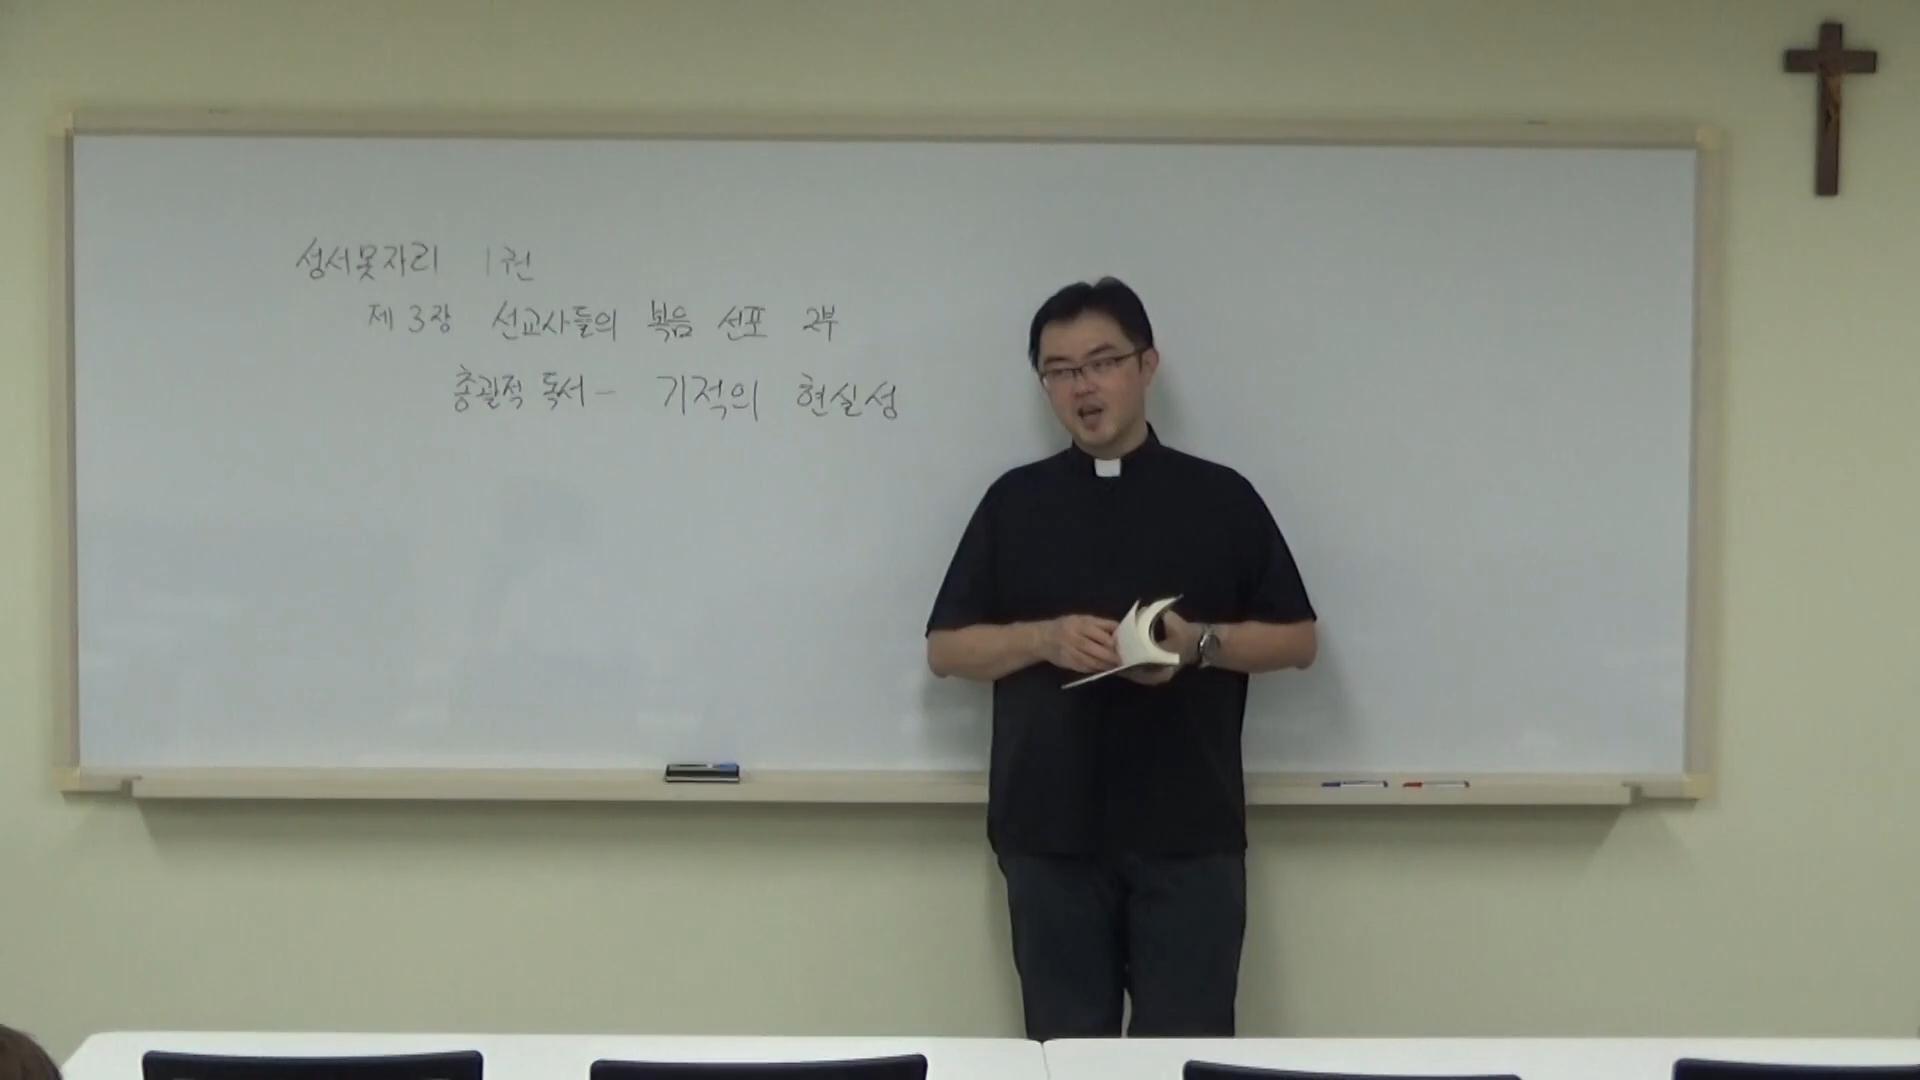 성서못자리 1권
제3장 선교사들의 복음 선포 2부
총괄적 독서 - 기적의 현실성